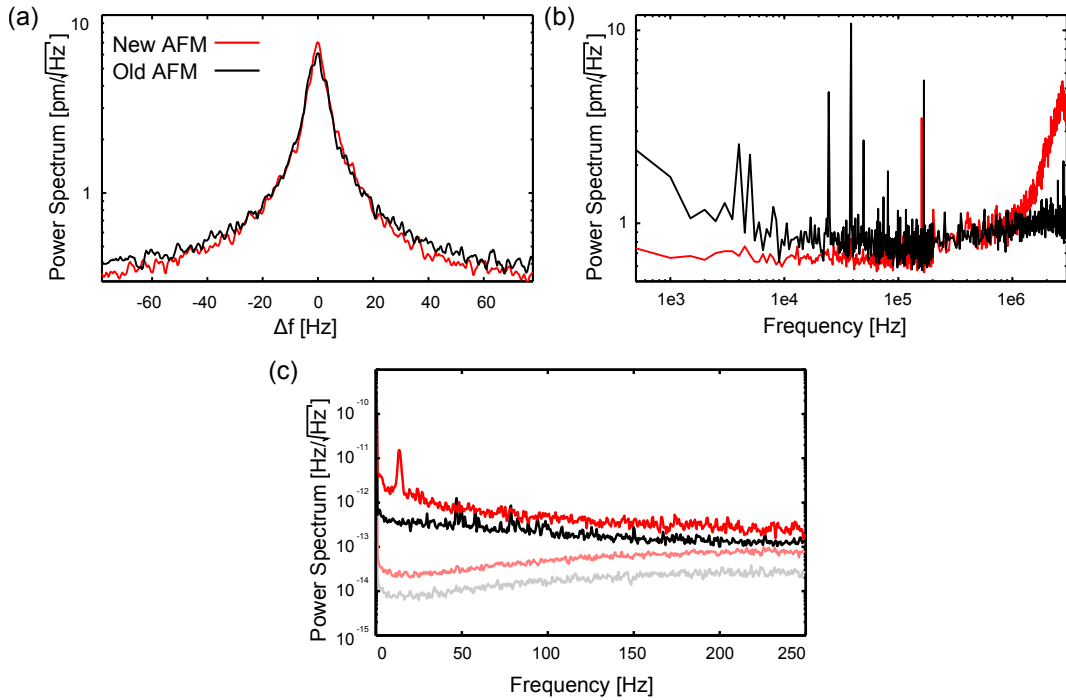 (a)
Power Spectrum [pm/√Hz]
10
1
New AFM
Old AFM
-60 -40 -20 0 20 40 60
Δf [Hz]
(b)
Power Spectrum [pm/√Hz]
10
1
1e3 1e4 1e5 1e6
Frequency [Hz]
(c)
Power Spectrum [Hz/√Hz]
10⁻¹⁰
10⁻¹¹
10⁻¹²
10⁻¹³
10⁻¹⁴
10⁻¹⁵
0 50 100 150 200 250
Frequency [Hz]